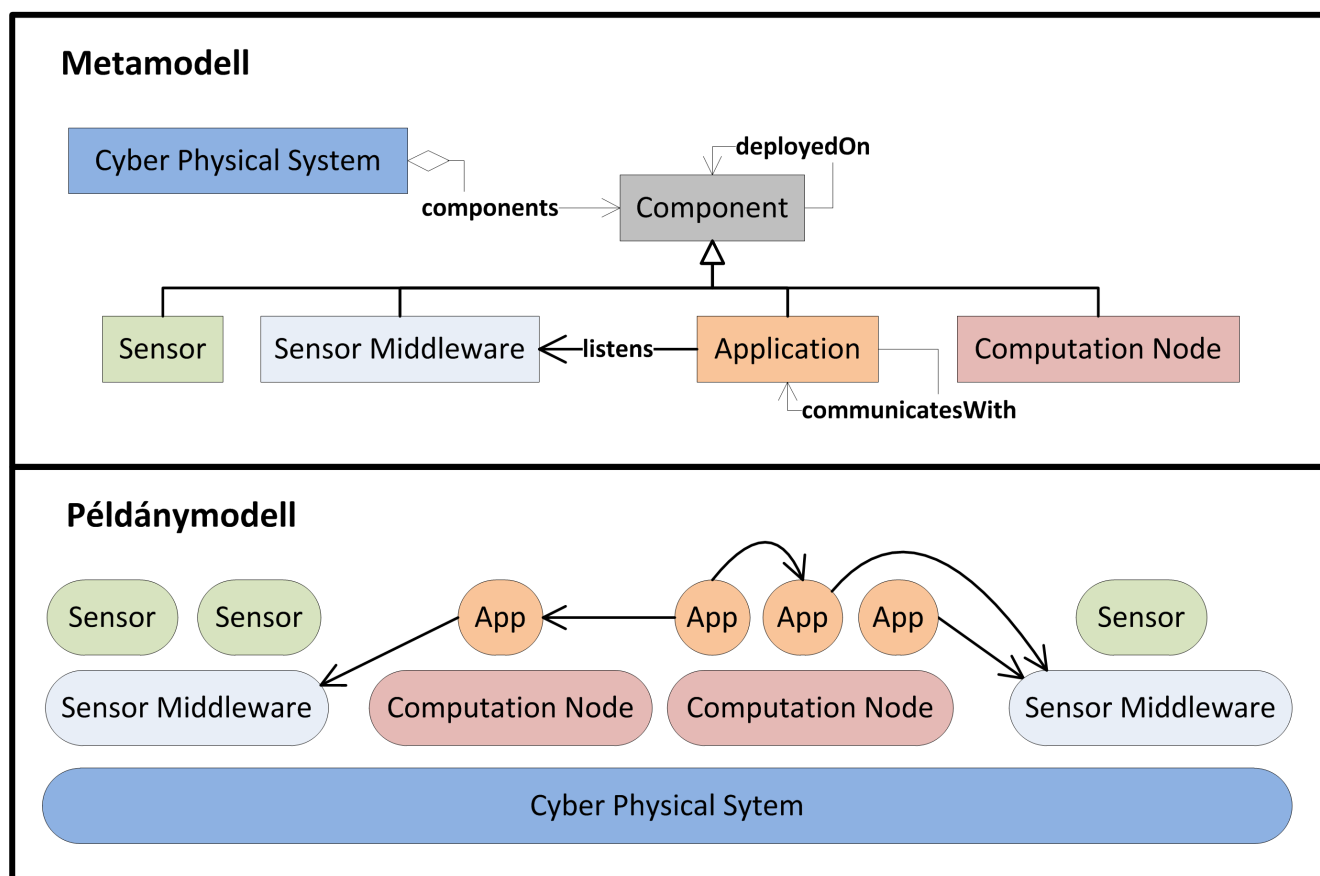 Metamodell
deployedOn
Cyber Physical System
components
Component
Sensor
Sensor Middleware
listens
Application
Computation Node
communicatesWith
Példánymodell
Sensor
Sensor
App
App
App
App
Sensor
Sensor Middleware
Computation Node
Computation Node
Sensor Middleware
Cyber Physical Sytem